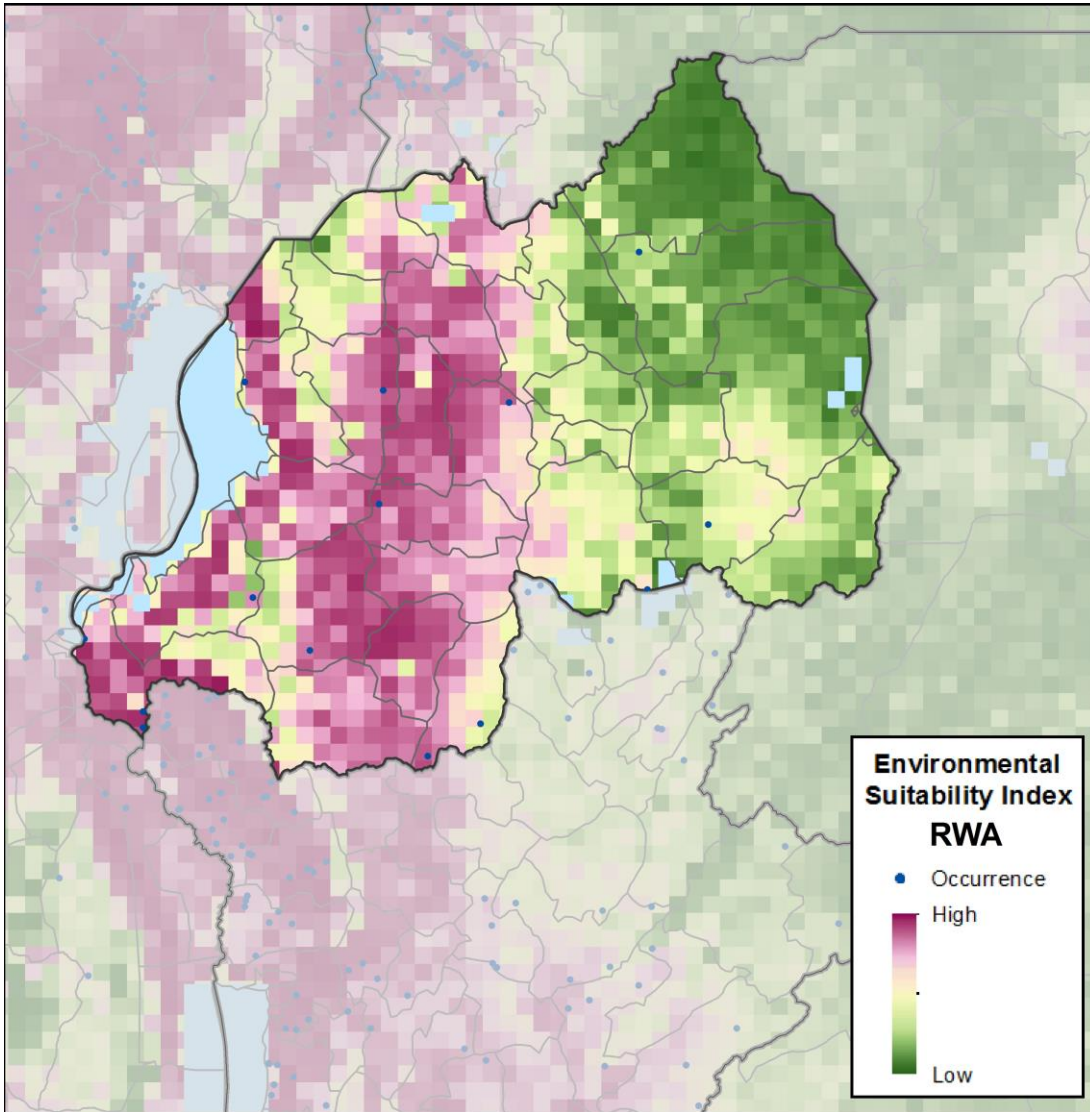 Environmental
Suitability Index
RWA
Occurrence
High
Low